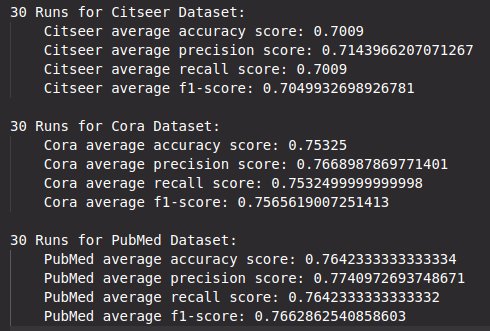 30 Runs for Citseer Dataset:
Citseer average accuracy score: 0.7009
Citseer average precision score: 0.7143966207071267
Citseer average recall score: 0.7009
Citseer average f1-score: 0.7049932698926781
30 Runs for Cora Dataset:
Cora average accuracy score: 0.75325
Cora average precision score: 0.7668987869771401
Cora average recall score: 0.7532499999999998
Cora average f1-score: 0.7565619007251413
30 Runs for PubMed Dataset:
PubMed average accuracy score: 0.7642333333333334
PubMed average precision score: 0.7740972693748671
PubMed average recall score: 0.7642333333333332
PubMed average f1-score: 0.7662862540858603